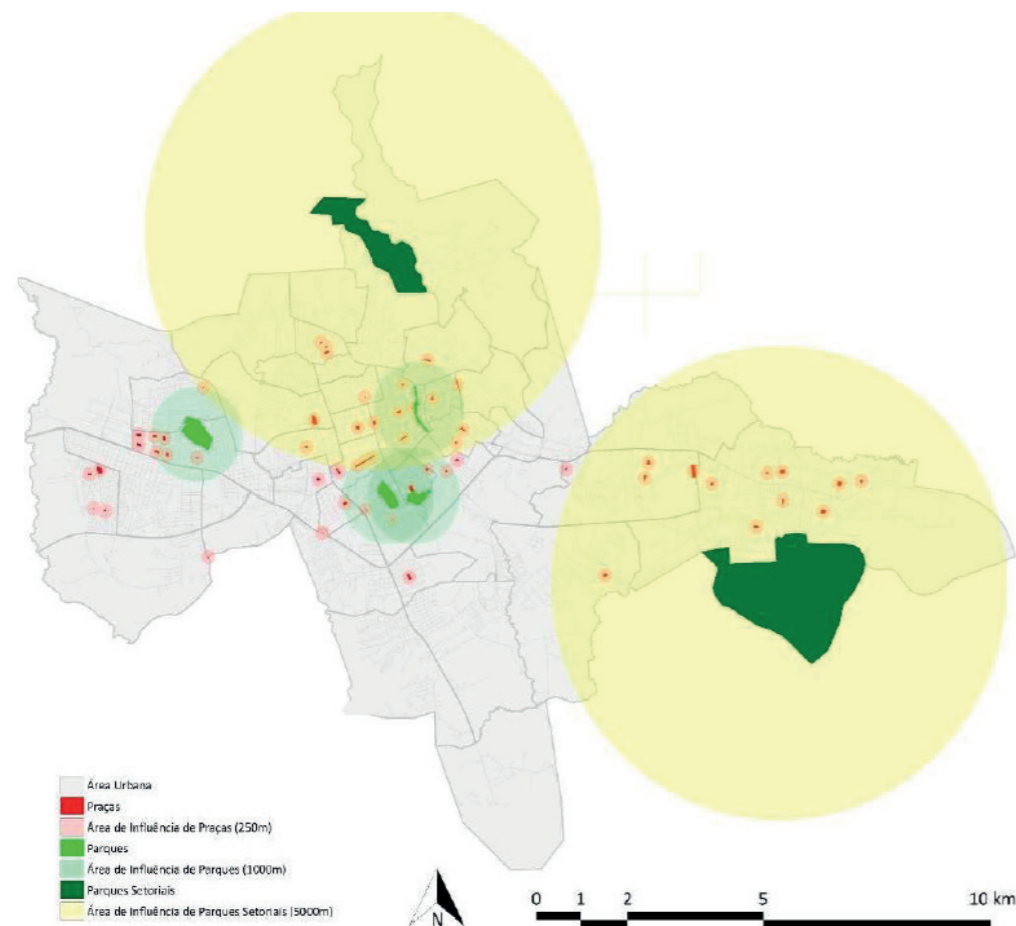 Área Urbana
Praças
Área de Influência de Praças (250m)
Parques
Área de Influência de Parques (1000m)
Parques Setoriais
Área de Influência de Parques Setoriais (5000m)
N
0 1 2 5 10 km